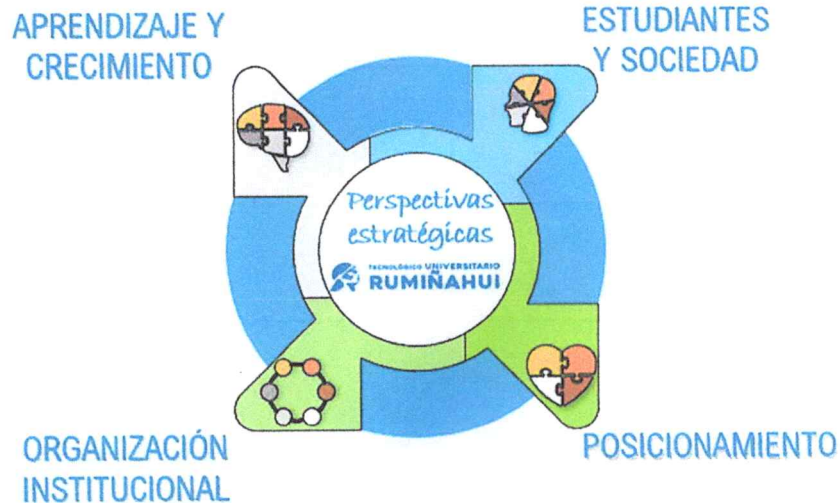 APRENDIZAJE Y
CRECIMIENTO
ESTUDIANTES
Y SOCIEDAD
Perspectivas
estratégicas
TECNOLÓGICO UNIVERSITARIO
RUMIÑAHUI
ORGANIZACIÓN
INSTITUCIONAL
POSICIONAMIENTO